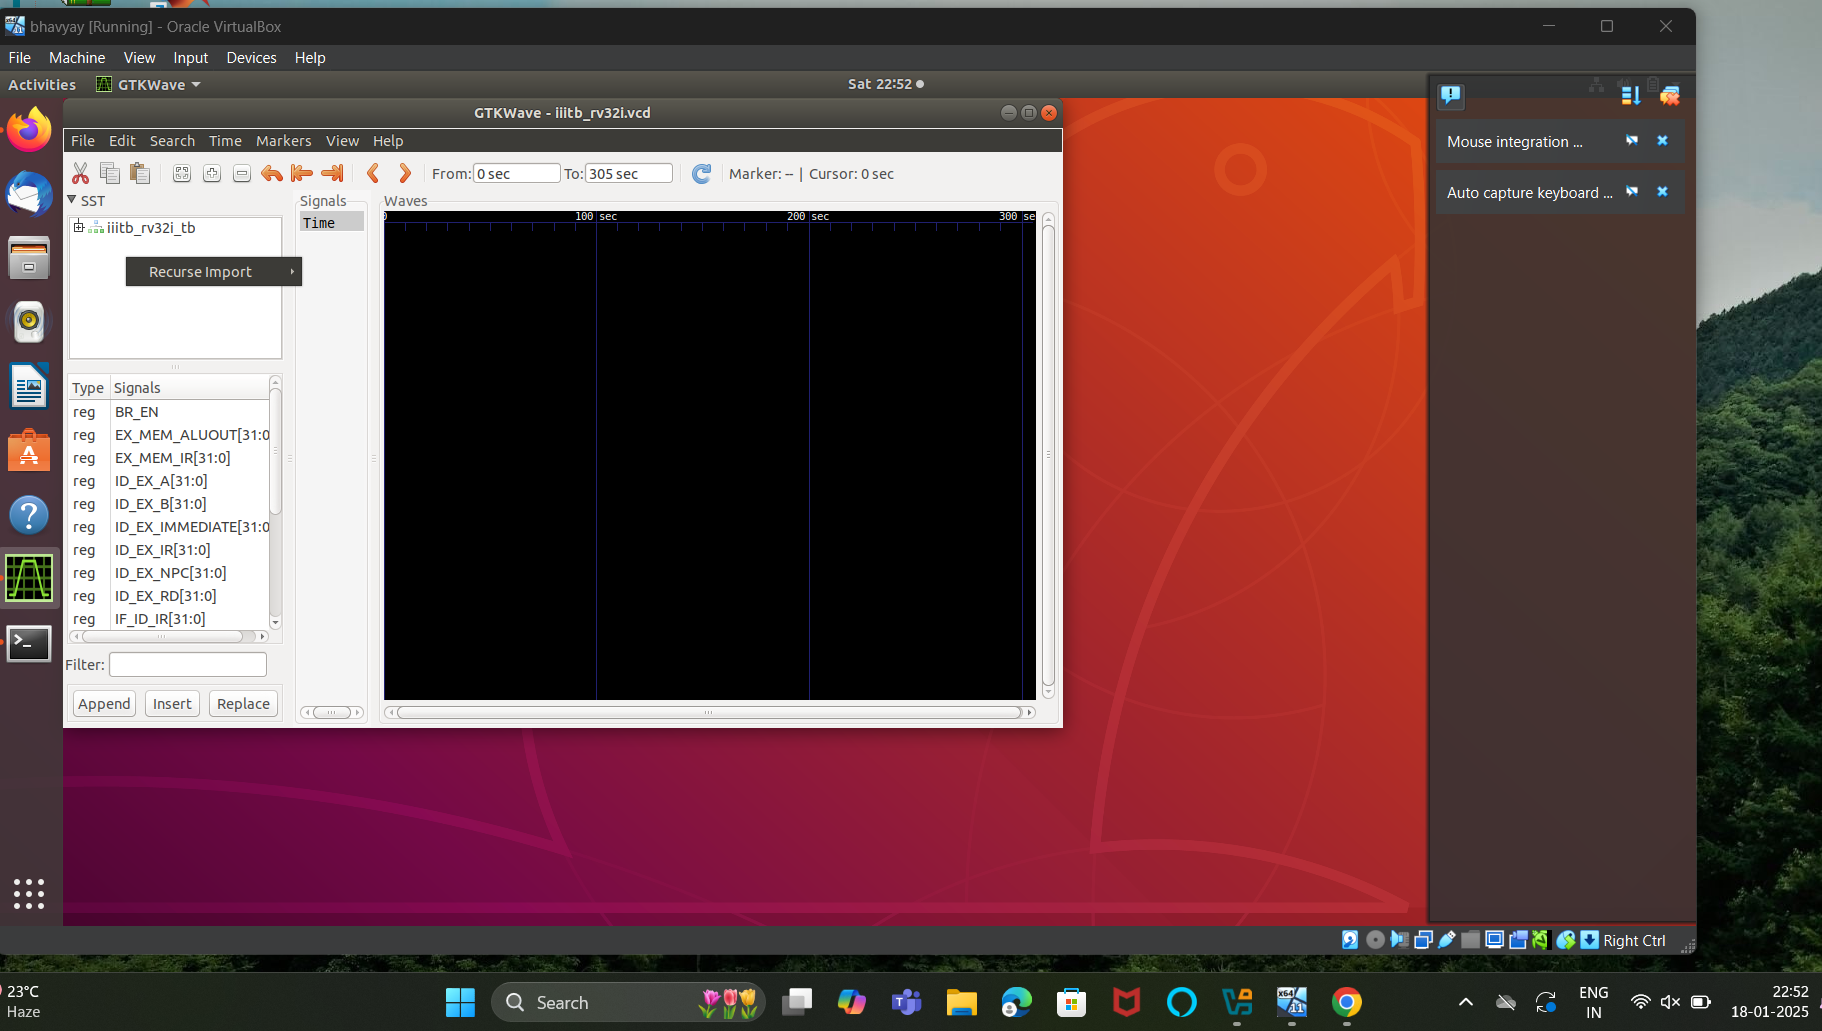 bhavyay [Running] - Oracle VirtualBox
File Machine View Input Devices Help
Activities GTKWave Sat 22:52
GTKWave - iiitb_rv32i.vcd
File Edit Search Time Markers View Help
From: 0 sec To: 305 sec Marker: -- | Cursor: 0 sec
SST
iiitb_rv32i_tb
Recurse Import
Type Signals
reg BR_EN
reg EX_MEM_ALUOUT[31:0
reg EX_MEM_IR[31:0]
reg ID_EX_A[31:0]
reg ID_EX_B[31:0]
reg ID_EX_IMMEDIATE[31:0
reg ID_EX_IR[31:0]
reg ID_EX_NPC[31:0]
reg ID_EX_RD[31:0]
reg IF_ID_IR[31:0]
Filter:
Append Insert Replace
Signals
Time
Waves
0 100 sec 200 sec 300 se
Mouse integration ...
Auto capture keyboard ...
Right Ctrl
23°C
Haze
Search
x64
11
ENG
IN
22:52
18-01-2025